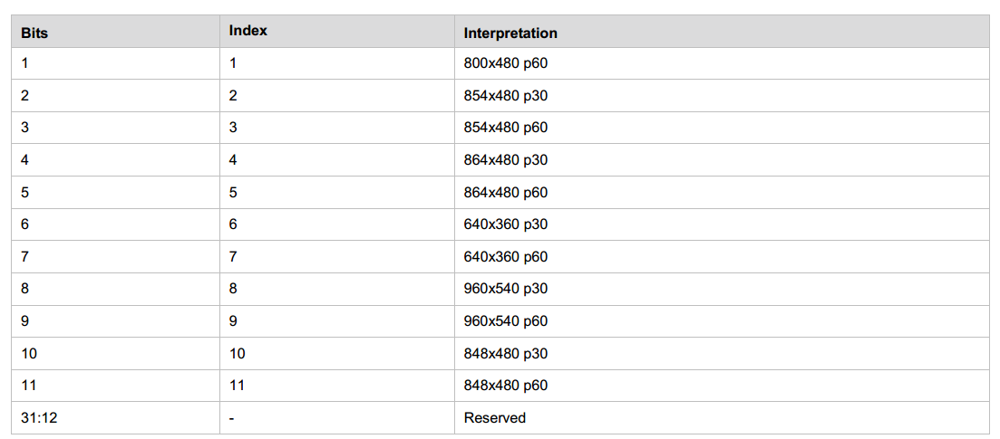 Bits Index Interpretation
1 1 800x480 p60
2 2 854x480 p30
3 3 854x480 p60
4 4 864x480 p30
5 5 864x480 p60
6 6 640x360 p30
7 7 640x360 p60
8 8 960x540 p30
9 9 960x540 p60
10 10 848x480 p30
11 11 848x480 p60
31:12 - Reserved